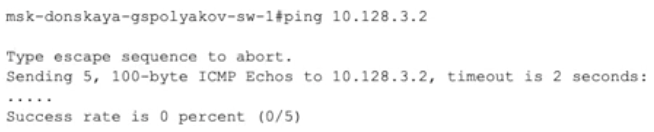 msk-donskaya-gspolyakov-sw-1#ping 10.128.3.2
Type escape sequence to abort.
Sending 5, 100-byte ICMP Echos to 10.128.3.2, timeout is 2 seconds:
.....
Success rate is 0 percent (0/5)